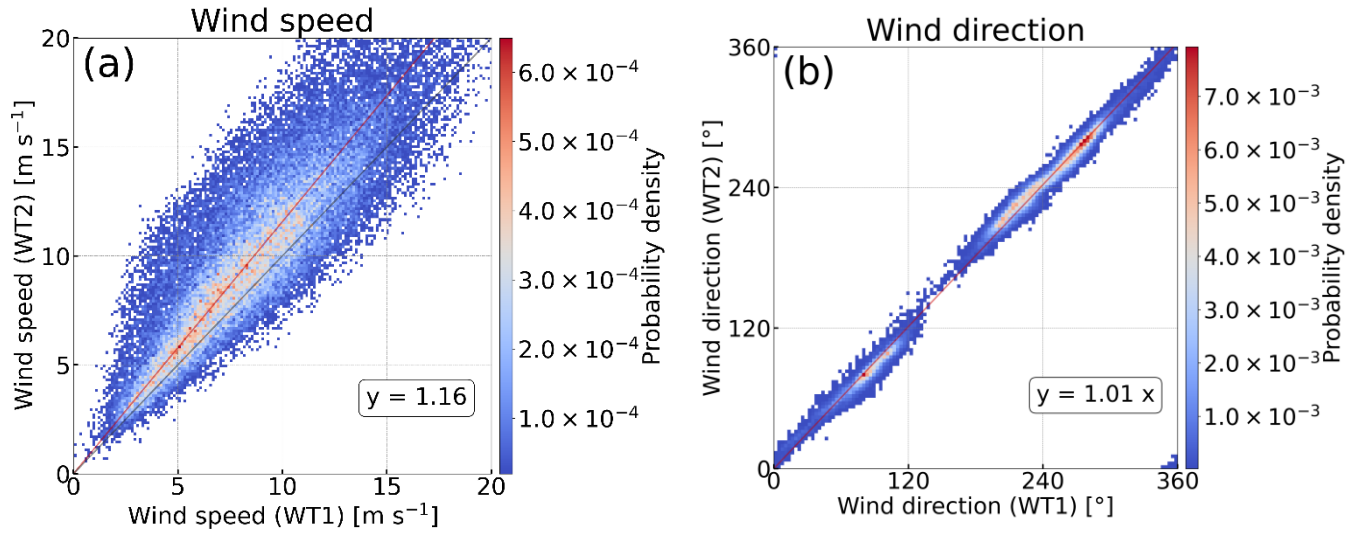 Wind speed
(a)
20
15
10
5
0
0 5 10 15 20
Wind speed (WT2) [m s⁻¹]
Wind speed (WT1) [m s⁻¹]
y = 1.16
6.0 × 10⁻⁴
5.0 × 10⁻⁴
4.0 × 10⁻⁴
3.0 × 10⁻⁴
2.0 × 10⁻⁴
1.0 × 10⁻⁴
Probability density
Wind direction
(b)
360
240
120
0
0 120 240 360
Wind direction (WT2) [°]
Wind direction (WT1) [°]
y = 1.01 x
7.0 × 10⁻³
6.0 × 10⁻³
5.0 × 10⁻³
4.0 × 10⁻³
3.0 × 10⁻³
2.0 × 10⁻³
1.0 × 10⁻³
Probability density